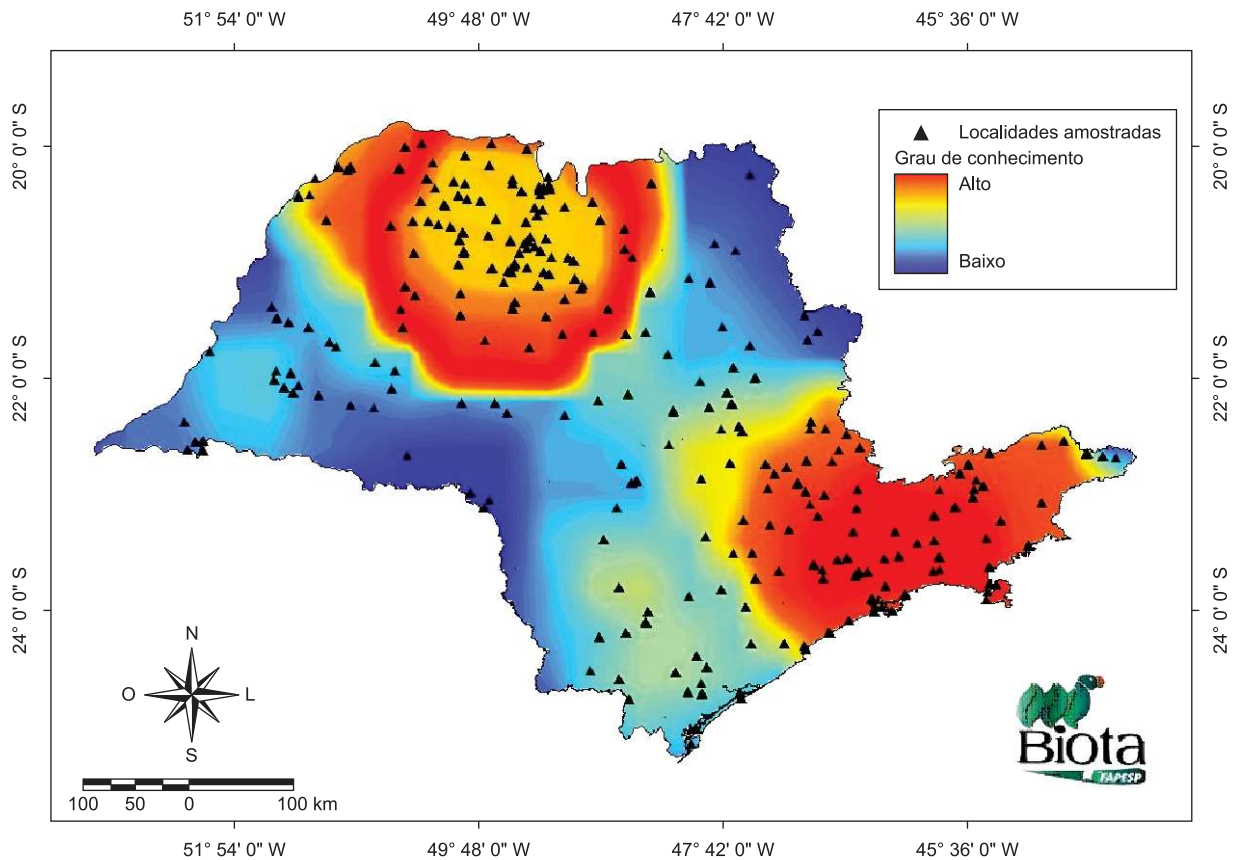 51° 54' 0" W
49° 48' 0" W
47° 42' 0" W
45° 36' 0" W
20° 0' 0" S
20° 0' 0" S
Localidades amostradas
Grau de conhecimento
Alto
Baixo
22° 0' 0" S
22° 0' 0" S
24° 0' 0" S
24° 0' 0" S
N
O
L
S
100 50 0 100 km
Biota
FAPESP
51° 54' 0" W
49° 48' 0" W
47° 42' 0" W
45° 36' 0" W